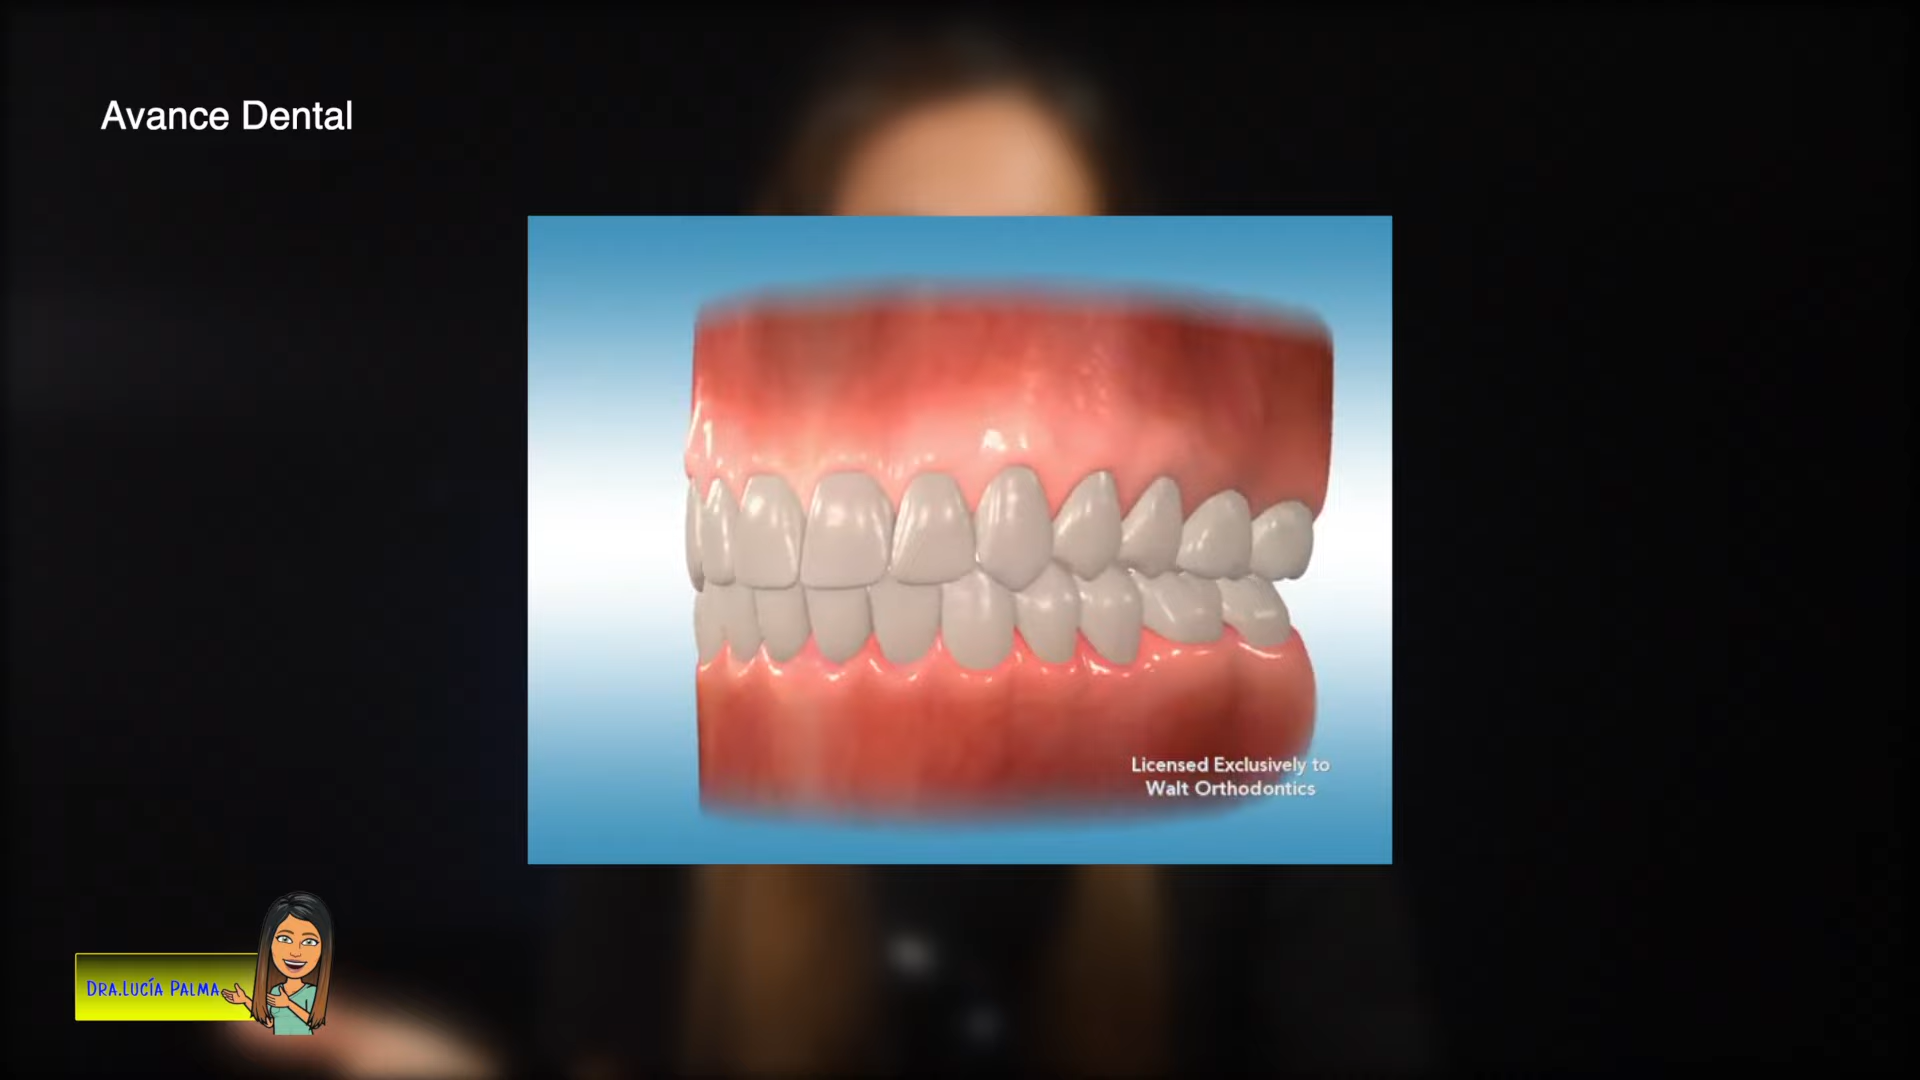 Avance Dental
Licensed Exclusively to
Walt Orthodontics
DRA.LUCÍA PALMA